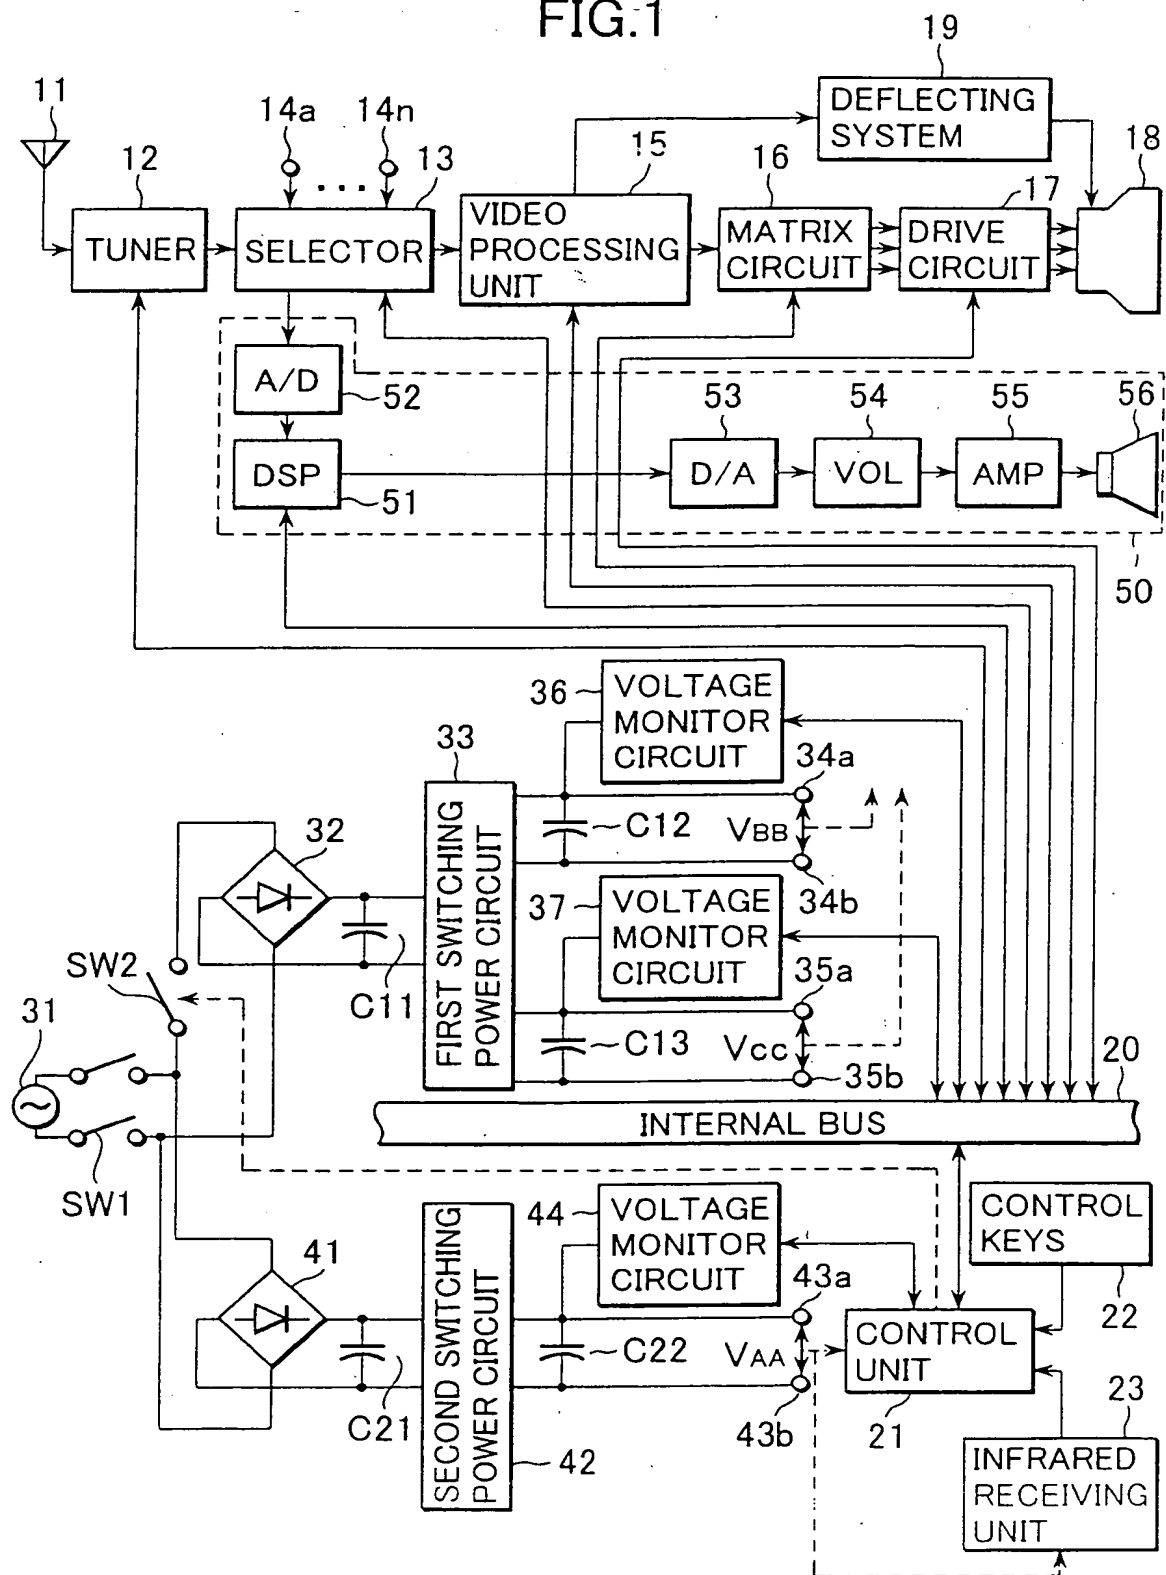 FIG.1
19
11
DEFLECTING
SYSTEM
14a
14n
12
13
15
16
17
18
TUNER
SELECTOR
VIDEO
PROCESSING
UNIT
MATRIX
CIRCUIT
DRIVE
CIRCUIT
A/D
52
53
54
55
56
DSP
51
D/A
VOL
AMP
50
36
VOLTAGE
MONITOR
CIRCUIT
33
34a
32
FIRST SWITCHING
POWER CIRCUIT
C12
VBB
34b
37
VOLTAGE
MONITOR
CIRCUIT
SW2
C11
35a
31
C13
VCC
35b
20
INTERNAL BUS
SW1
44
VOLTAGE
MONITOR
CIRCUIT
CONTROL
KEYS
22
41
SECOND SWITCHING
POWER CIRCUIT
43a
C22
VAA
CONTROL
UNIT
C21
43b
21
23
42
INFRARED
RECEIVING
UNIT